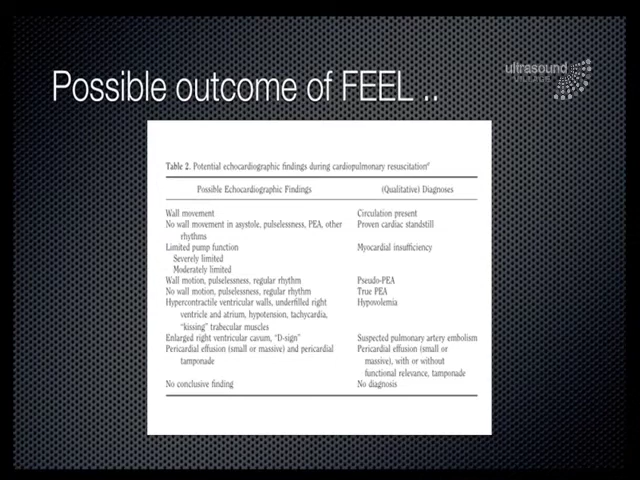 Possible outcome of FEEL ..
ultrasound
Table 2. Potential echocardiographic findings during cardiopulmonary resuscitation
Possible Echocardiographic Findings (Qualitative) Diagnoses
Wall movement Circulation present
No wall movement in asystole, pulselessness, PEA, other Proven cardiac standstill
rhythms
Limited pump function Myocardial insufficiency
Severely limited
Moderately limited
Wall motion, pulselessness, regular rhythm Pseudo-PEA
No wall motion, pulselessness, regular rhythm True PEA
Hypercontractile ventricular walls, underfilled right Hypovolemia
ventricle and atrium, hypotension, tachycardia,
"kissing" trabecular muscles
Enlarged right ventricular cavum, "D-sign" Suspected pulmonary artery embolism
Pericardial effusion (small or massive) and pericardial Pericardial effusion (small or
tamponade massive), with or without
functional relevance, tamponade
No conclusive finding No diagnosis